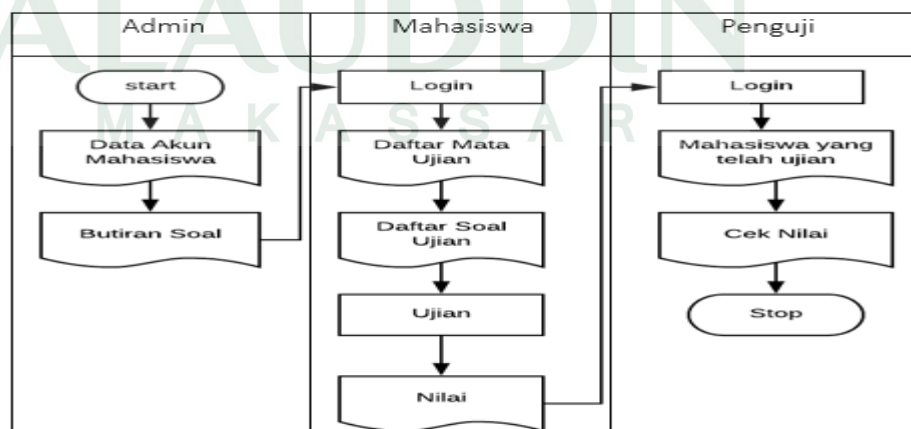 ALAUDDIN
MAKASSAR
Admin
Mahasiswa
Penguji
start
Data Akun
Mahasiswa
Butiran Soal
Login
Daftar Mata
Ujian
Daftar Soal
Ujian
Ujian
Nilai
Login
Mahasiswa yang
telah ujian
Cek Nilai
Stop